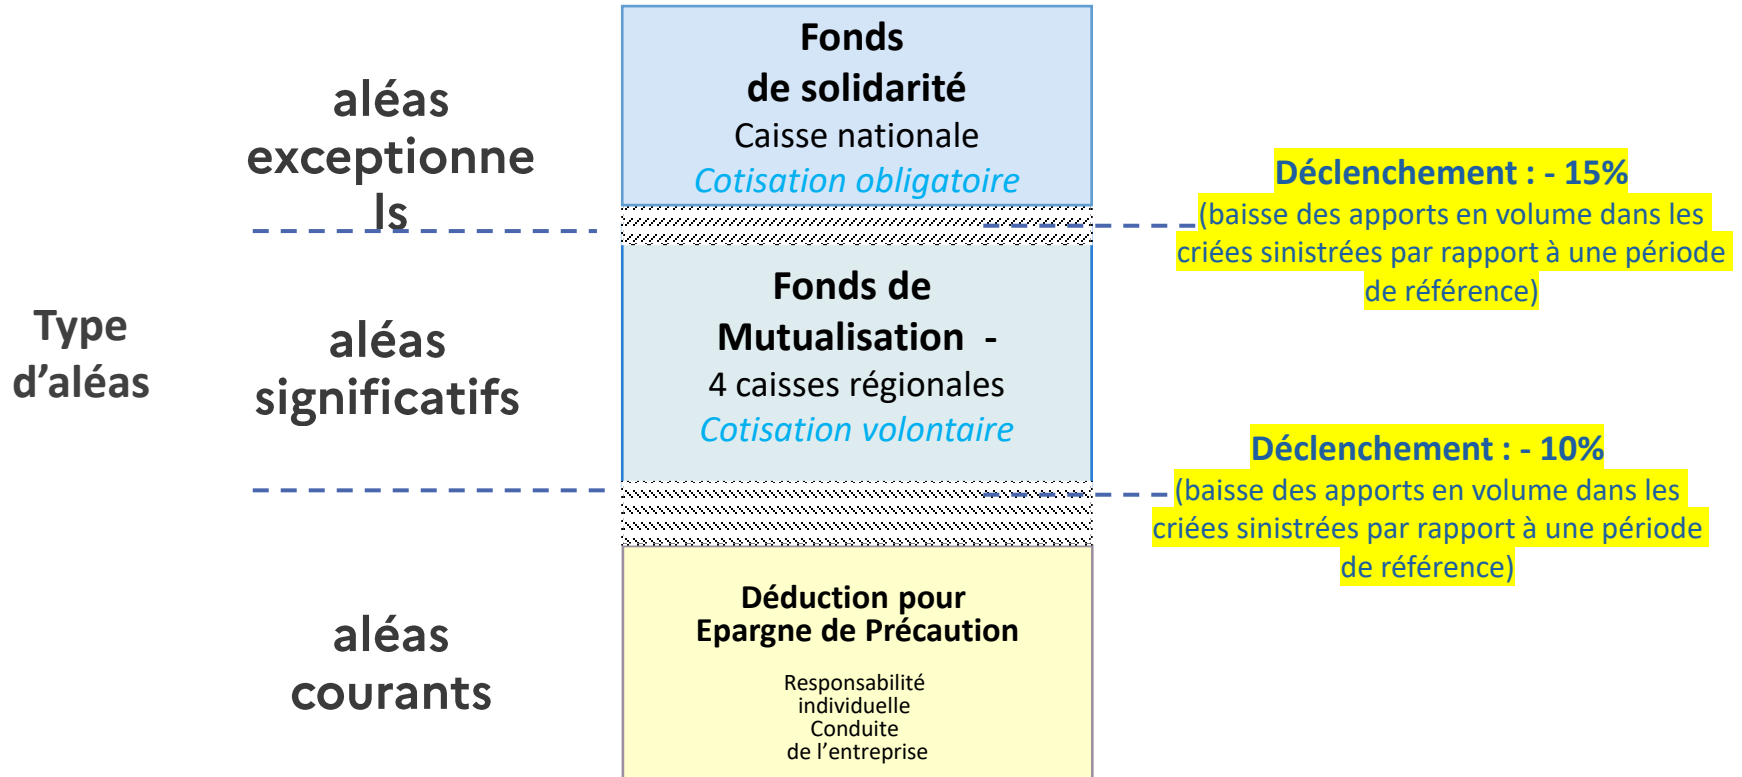 Type
d’aléas
aléas
exceptionne
ls
aléas
significatifs
aléas
courants
Fonds
de solidarité
Caisse nationale
Cotisation obligatoire
Fonds de
Mutualisation -
4 caisses régionales
Cotisation volontaire
Déduction pour
Epargne de Précaution
Responsabilité
individuelle
Conduite
de l’entreprise
Déclenchement : - 15%
(baisse des apports en volume dans les
criées sinistrées par rapport à une période
de référence)
Déclenchement : - 10%
(baisse des apports en volume dans les
criées sinistrées par rapport à une période
de référence)